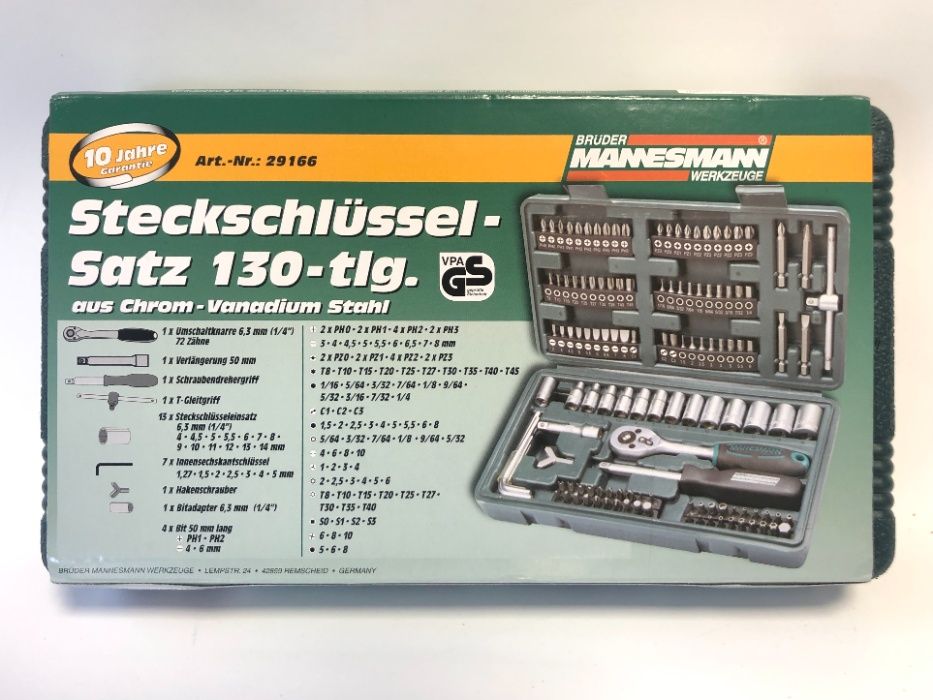 10 Jahre
Garantie
Art.-Nr.: 29166
BRÜDER
MANNESMANN®
WERKZEUGE
Steckschlüssel-
Satz 130-tlg.
aus Chrom-Vanadium Stahl
VPA
GS
geprüfte
Sicherheit
1 x Umschaltknarre 6,3 mm (1/4")
72 Zähne
1 x Verlängerung 50 mm
1 x Schraubendrehergriff
1 x T-Gleitgriff
13 x Steckschlüsseleinsatz
6,3 mm (1/4")
4 • 4,5 • 5 • 5,5 • 6 • 7 • 8 •
9 • 10 • 11 • 12 • 13 • 14 mm
7 x Innensechskantschlüssel
1,27 • 1,5 • 2 • 2,5 • 3 • 4 • 5 mm
1 x Hakenschrauber
1 x Bitadapter 6,3 mm (1/4")
4 x Bit 50 mm lang
PH1 • PH2
4 • 6 mm
2 x PH0 • 2 x PH1 • 4 x PH2 • 2 x PH3
3 • 4 • 4,5 • 5 • 5,5 • 6 • 6,5 • 7 • 8 mm
2 x PZ0 • 2 x PZ1 • 4 x PZ2 • 2 x PZ3
T8 • T10 • T15 • T20 • T25 • T27 • T30 • T35 • T40 • T45
1/16 • 5/64 • 3/32 • 7/64 • 1/8 • 9/64 •
5/32 • 3/16 • 7/32 • 1/4
C1 • C2 • C3
1,5 • 2 • 2,5 • 3 • 4 • 5 • 5,5 • 6 • 8
5/64 • 3/32 • 7/64 • 1/8 • 9/64 • 5/32
4 • 6 • 8 • 10
1 • 2 • 3 • 4
2 • 2,5 • 3 • 4 • 5 • 6
T8 • T10 • T15 • T20 • T25 • T27 •
T30 • T35 • T40
S0 • S1 • S2 • S3
6 • 8 • 10
5 • 6 • 8
MANNESMANN
BRÜDER MANNESMANN WERKZEUGE • LEMPSTR. 24 • 42859 REMSCHEID • GERMANY